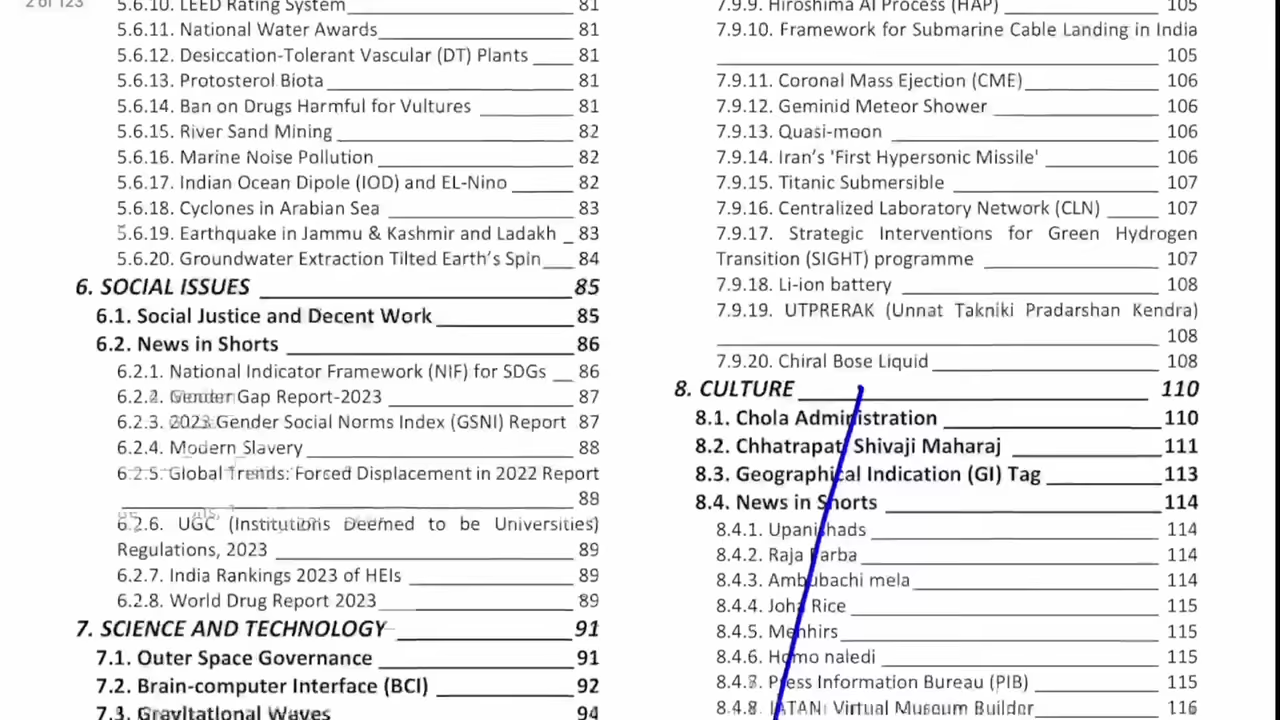 2 of 123
5.6.10. LEED Rating System 81
5.6.11. National Water Awards 81
5.6.12. Desiccation-Tolerant Vascular (DT) Plants 81
5.6.13. Protosterol Biota 81
5.6.14. Ban on Drugs Harmful for Vultures 81
5.6.15. River Sand Mining 82
5.6.16. Marine Noise Pollution 82
5.6.17. Indian Ocean Dipole (IOD) and EL-Nino 82
5.6.18. Cyclones in Arabian Sea 83
5.6.19. Earthquake in Jammu & Kashmir and Ladakh 83
5.6.20. Groundwater Extraction Tilted Earth's Spin 84
6. SOCIAL ISSUES 85
6.1. Social Justice and Decent Work 85
6.2. News in Shorts 86
6.2.1. National Indicator Framework (NIF) for SDGs 86
6.2.2. Gender Gap Report-2023 87
6.2.3. 2023 Gender Social Norms Index (GSNI) Report 87
6.2.4. Modern Slavery 88
6.2.5. Global Trends: Forced Displacement in 2022 Report
88
6.2.6. UGC (Institutions Deemed to be Universities)
Regulations, 2023 89
6.2.7. India Rankings 2023 of HEIs 89
6.2.8. World Drug Report 2023 89
7. SCIENCE AND TECHNOLOGY 91
7.1. Outer Space Governance 91
7.2. Brain-computer Interface (BCI) 92
7.3. Gravitational Waves 94
7.9.9. Hiroshima AI Process (HAP) 105
7.9.10. Framework for Submarine Cable Landing in India
105
7.9.11. Coronal Mass Ejection (CME) 106
7.9.12. Geminid Meteor Shower 106
7.9.13. Quasi-moon 106
7.9.14. Iran's 'First Hypersonic Missile' 106
7.9.15. Titanic Submersible 107
7.9.16. Centralized Laboratory Network (CLN) 107
7.9.17. Strategic Interventions for Green Hydrogen
Transition (SIGHT) programme 107
7.9.18. Li-ion battery 108
7.9.19. UTPRERAK (Unnat Takniki Pradarshan Kendra)
108
7.9.20. Chiral Bose Liquid 108
8. CULTURE 110
8.1. Chola Administration 110
8.2. Chhatrapati Shivaji Maharaj 111
8.3. Geographical Indication (GI) Tag 113
8.4. News in Shorts 114
8.4.1. Upanishads 114
8.4.2. Raja Parba 114
8.4.3. Ambubachi mela 114
8.4.4. Joha Rice 115
8.4.5. Menhirs 115
8.4.6. Homo naledi 115
8.4.7. Press Information Bureau (PIB) 115
8.4.8. JATAN: Virtual Museum Builder 116